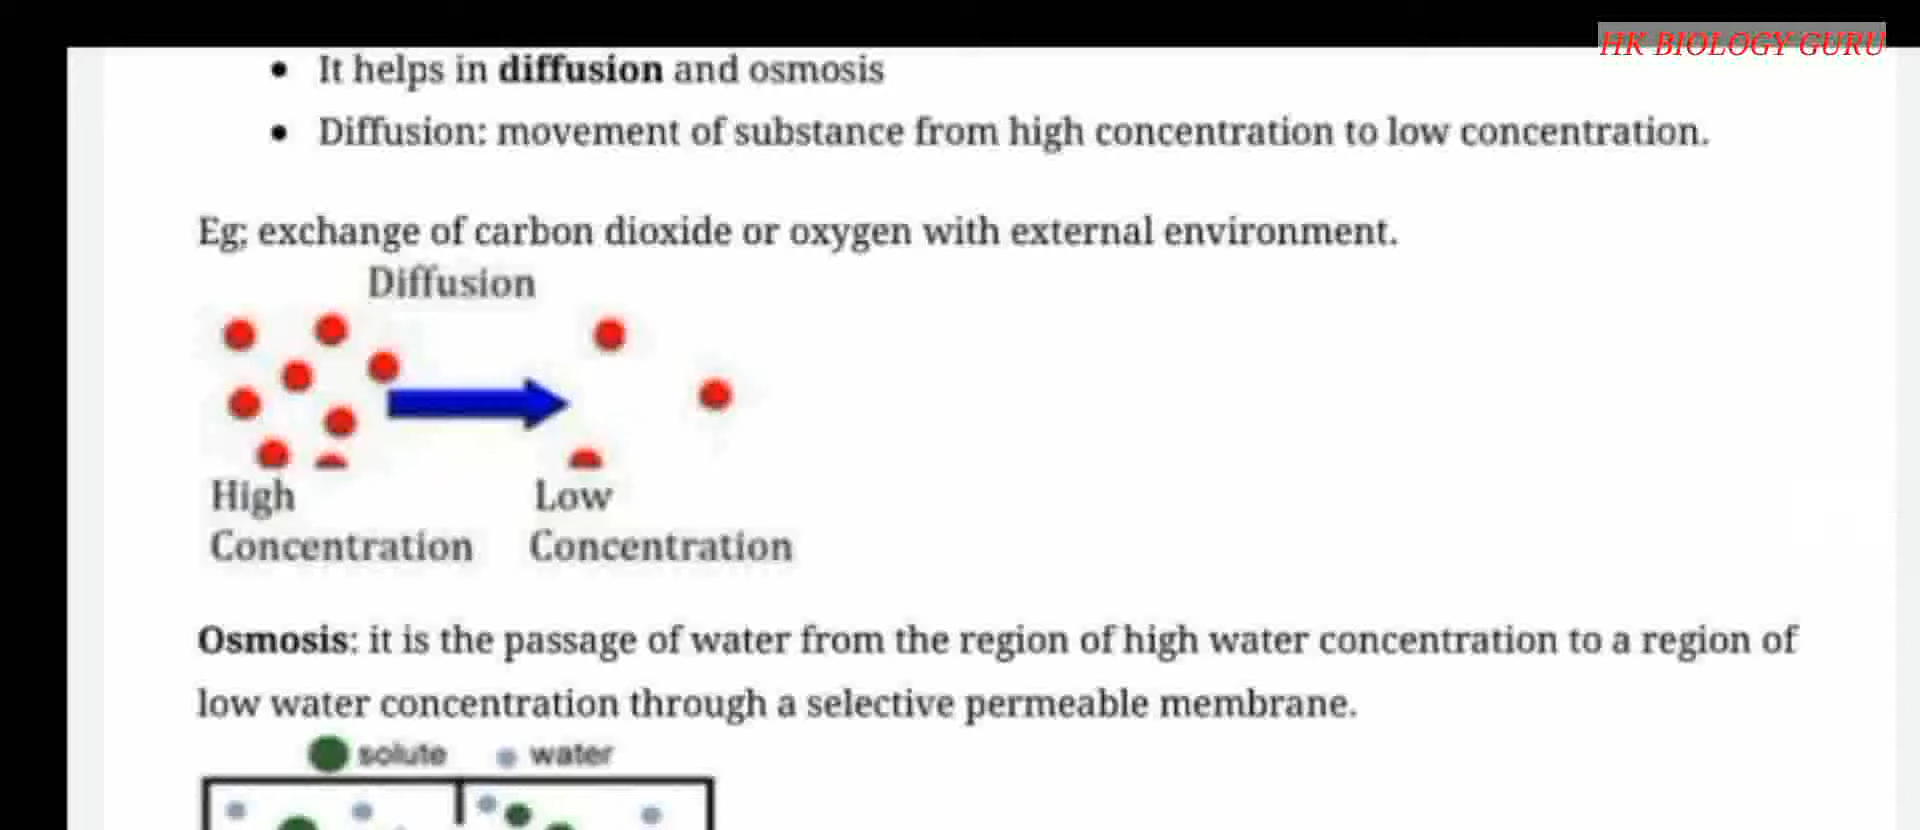 HK BIOLOGY GURU
It helps in diffusion and osmosis
Diffusion: movement of substance from high concentration to low concentration.
Eg; exchange of carbon dioxide or oxygen with external environment.
Diffusion
High Concentration
Low Concentration
Osmosis: it is the passage of water from the region of high water concentration to a region of
low water concentration through a selective permeable membrane.
solute water